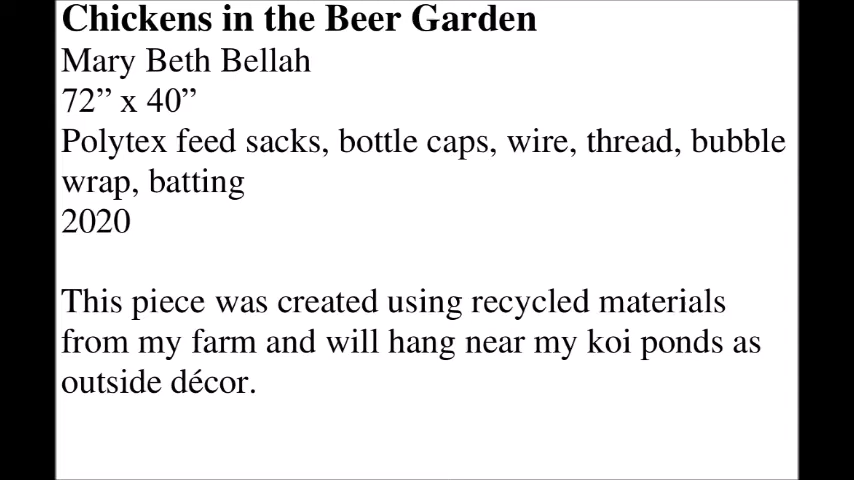 Chickens in the Beer Garden
Mary Beth Bellah
72” x 40”
Polytex feed sacks, bottle caps, wire, thread, bubble
wrap, batting
2020
This piece was created using recycled materials
from my farm and will hang near my koi ponds as
outside décor.